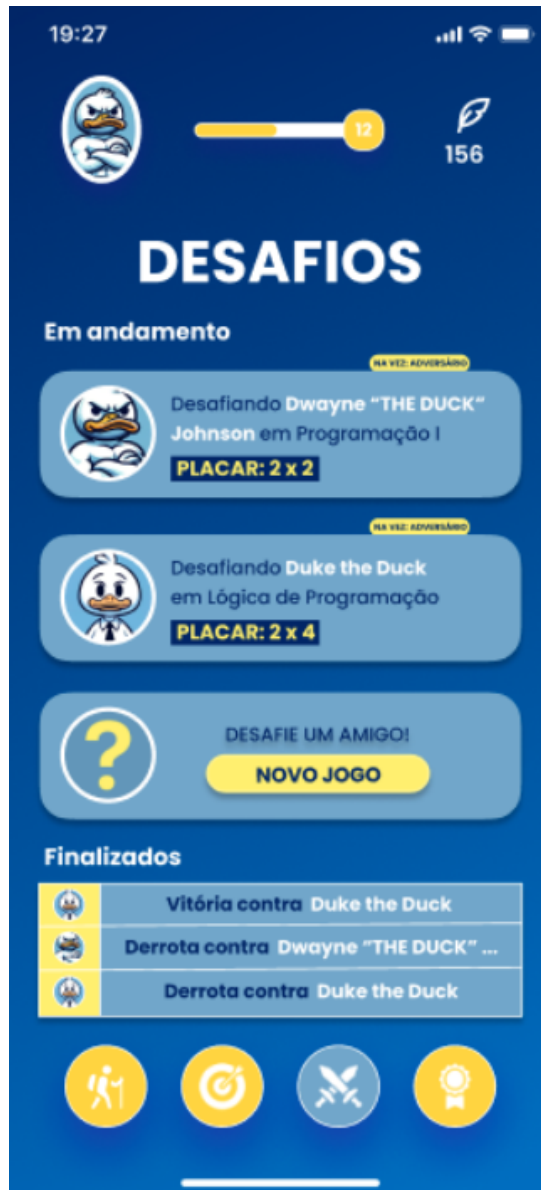 19:27
12
156
DESAFIOS
Em andamento
NA VEZ: ADVERSÁRIO
Desafiando Dwayne “THE DUCK“
Johnson em Programação I
PLACAR: 2 x 2
NA VEZ: ADVERSÁRIO
Desafiando Duke the Duck
em Lógica de Programação
PLACAR: 2 x 4
?
DESAFIE UM AMIGO!
NOVO JOGO
Finalizados
Vitória contra Duke the Duck
Derrota contra Dwayne “THE DUCK“ ...
Derrota contra Duke the Duck